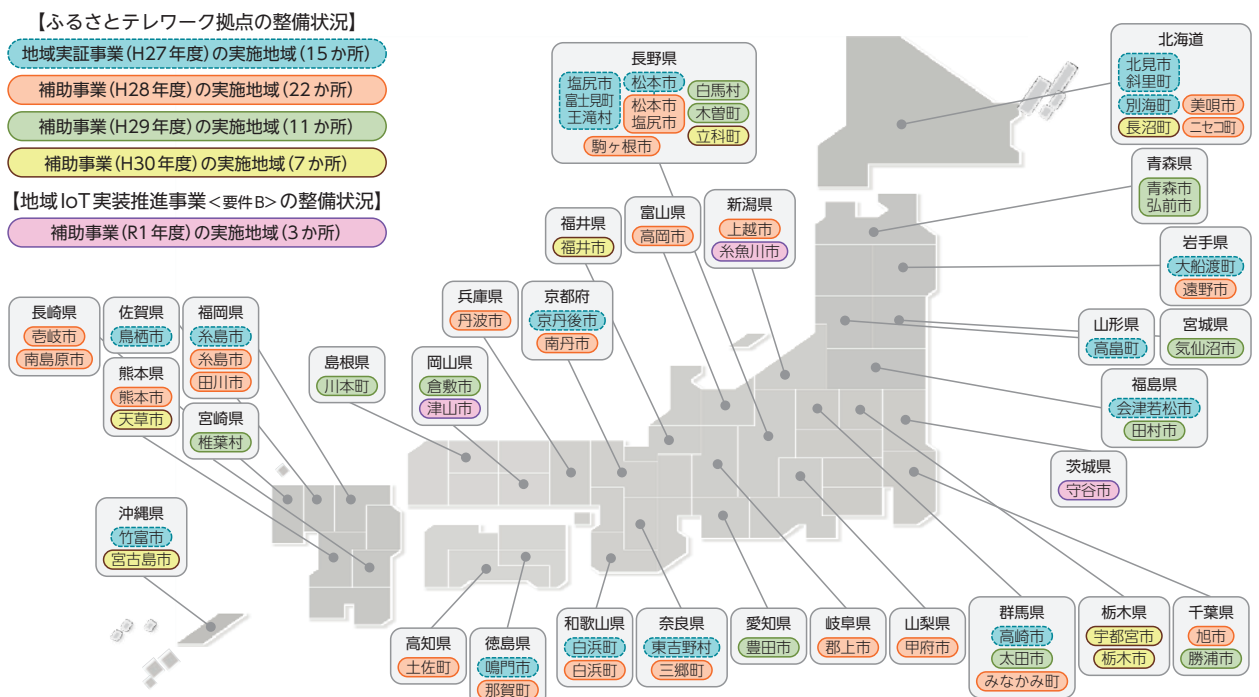 【ふるさとテレワーク拠点の整備状況】
地域実証事業(H27年度)の実施地域(15か所)
補助事業(H28年度)の実施地域(22か所)
補助事業(H29年度)の実施地域(11か所)
補助事業(H30年度)の実施地域(7か所)
【地域IoT実装推進事業<要件B>の整備状況】
補助事業(R1年度)の実施地域(3か所)
長野県
塩尻市
富士見町
王滝村
松本市
松本市
塩尻市
駒ヶ根市
白馬村
木曽町
立科町
北海道
北見市
斜里町
別海町
美唄市
長沼町
ニセコ町
青森県
青森市
弘前市
岩手県
大船渡町
遠野市
山形県
高畠町
宮城県
気仙沼市
福島県
会津若松市
田村市
茨城県
守谷市
新潟県
上越市
糸魚川市
富山県
高岡市
福井県
福井市
京都府
京丹後市
南丹市
兵庫県
丹波市
岡山県
倉敷市
津山市
島根県
川本町
福岡県
糸島市
糸島市
田川市
佐賀県
鳥栖市
長崎県
壱岐市
南島原市
熊本県
熊本市
天草市
宮崎県
椎葉村
沖縄県
竹富市
宮古島市
高知県
土佐町
徳島県
鳴門市
那賀町
和歌山県
白浜町
白浜町
奈良県
東吉野村
三郷町
愛知県
豊田市
岐阜県
郡上市
山梨県
甲府市
群馬県
高崎市
太田市
みなかみ町
栃木県
宇都宮市
栃木市
千葉県
旭市
勝浦市